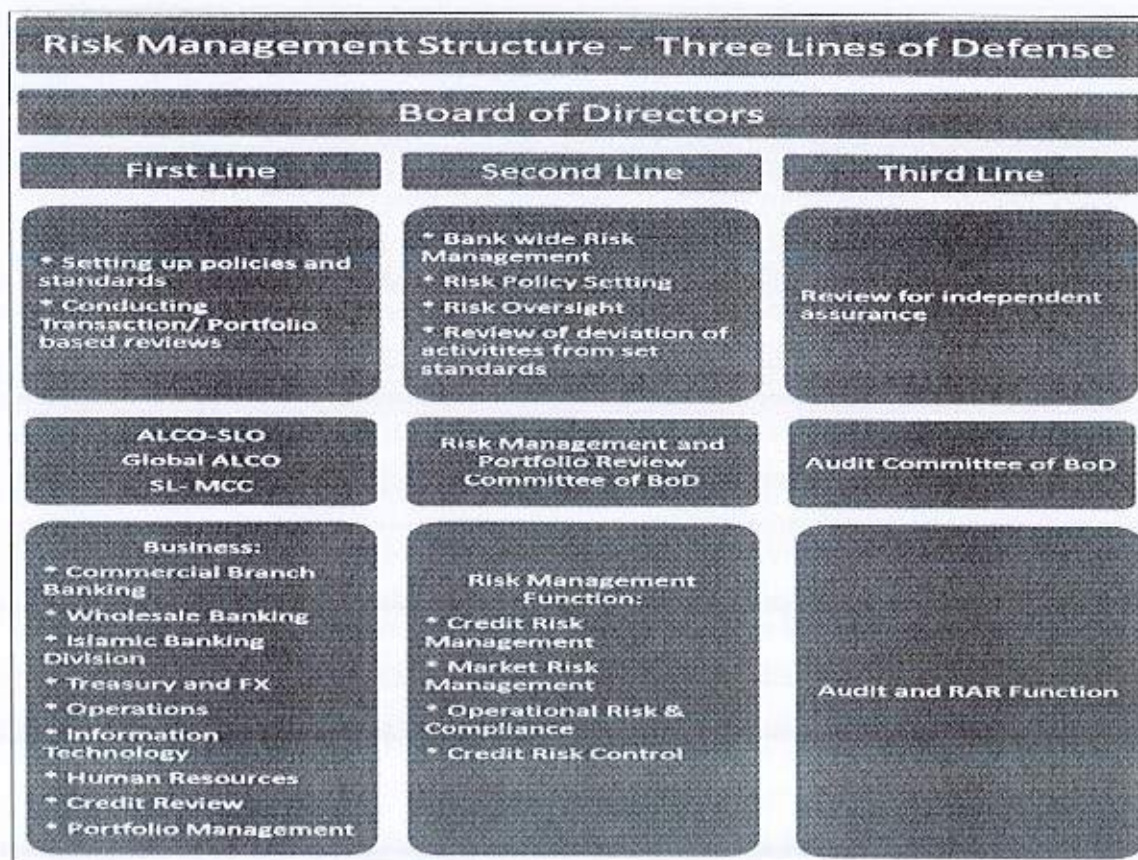 Risk Management Structure - Three Lines of Defense
Board of Directors
First Line
* Setting up policies and
standards
* Conducting
Transaction/ Portfolio
based reviews
ALCO-SLO
Global ALCO
SL- MCC
Business:
* Commercial Branch
Banking
* Wholesale Banking
* Islamic Banking
Division
* Treasury and FX
* Operations
* Information
Technology
* Human Resources
* Credit Review
* Portfolio Management
Second Line
* Bank wide Risk
Management
* Risk Policy Setting
* Risk Oversight
* Review of deviation of
activitites from set
standards
Risk Management and
Portfolio Review
Committee of BoD
Risk Management
Function:
* Credit Risk
Management
* Market Risk
Management
* Operational Risk &
Compliance
* Credit Risk Control
Third Line
Review for independent
assurance
Audit Committee of BoD
Audit and RAR Function